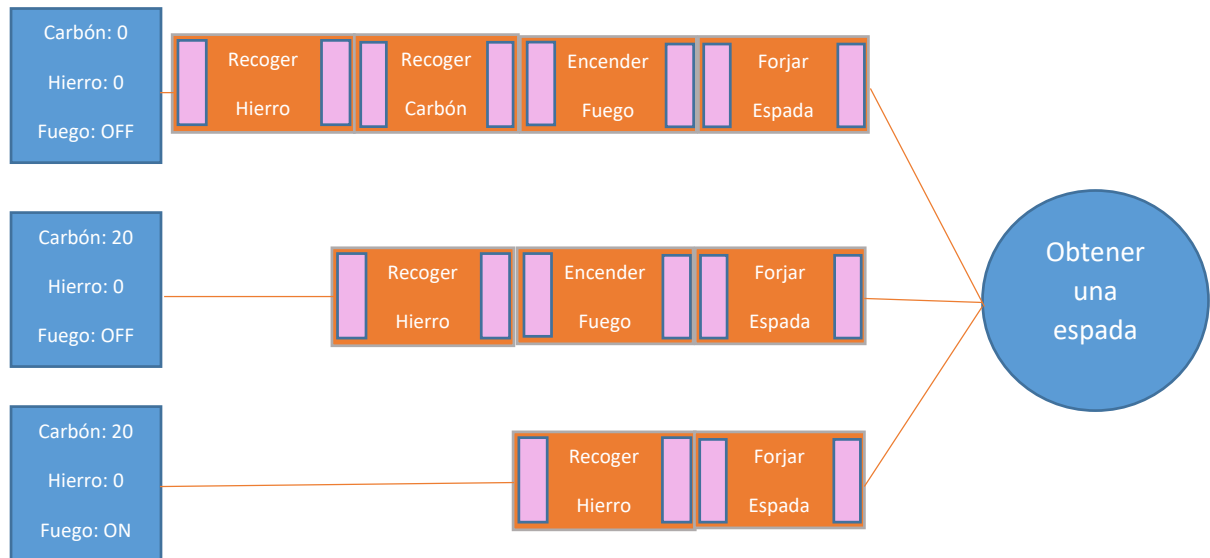 Carbón: 0
Hierro: 0
Fuego: OFF
Recoger
Hierro
Recoger
Carbón
Encender
Fuego
Forjar
Espada
Carbón: 20
Hierro: 0
Fuego: OFF
Recoger
Hierro
Encender
Fuego
Forjar
Espada
Carbón: 20
Hierro: 0
Fuego: ON
Recoger
Hierro
Forjar
Espada
Obtener
una
espada